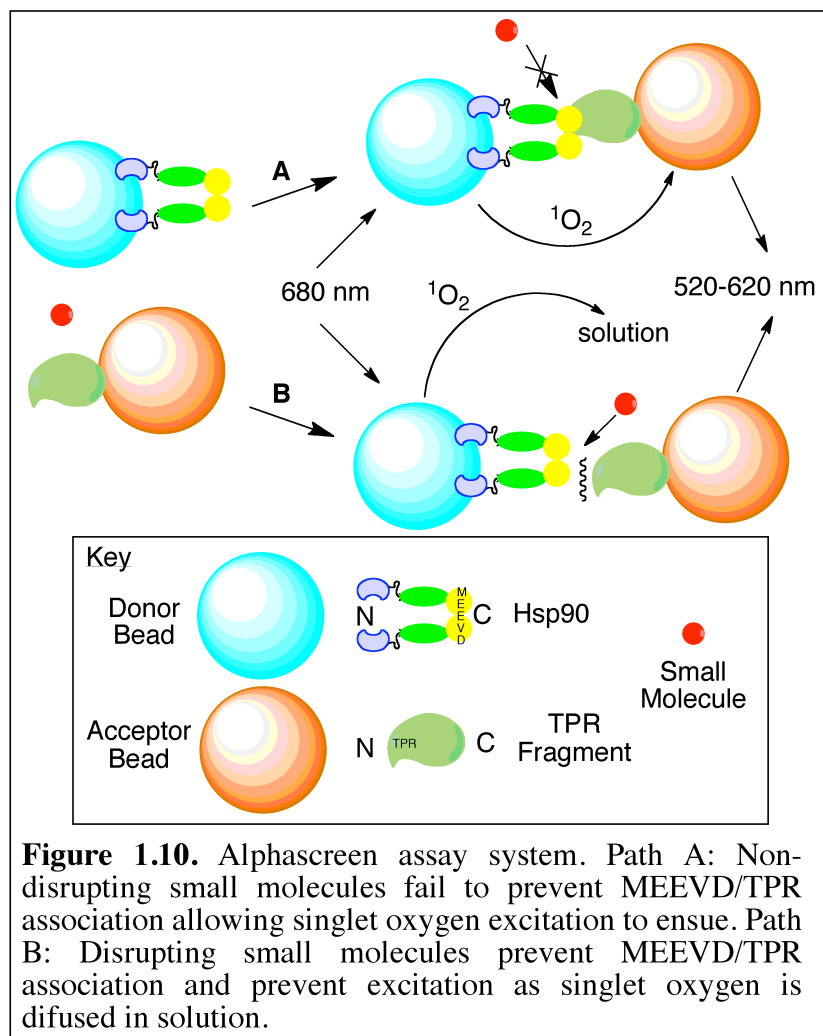 A
¹O₂
680 nm
520-620 nm
¹O₂
solution
B
Key
Donor
Bead
N
M
E
E
V
D
C
Hsp90
Small
Molecule
Acceptor
Bead
N
TPR
C
TPR
Fragment
Figure 1.10. Alphascreen assay system. Path A: Non-
disrupting small molecules fail to prevent MEEVD/TPR
association allowing singlet oxygen excitation to ensue. Path
B: Disrupting small molecules prevent MEEVD/TPR
association and prevent excitation as singlet oxygen is
difused in solution.